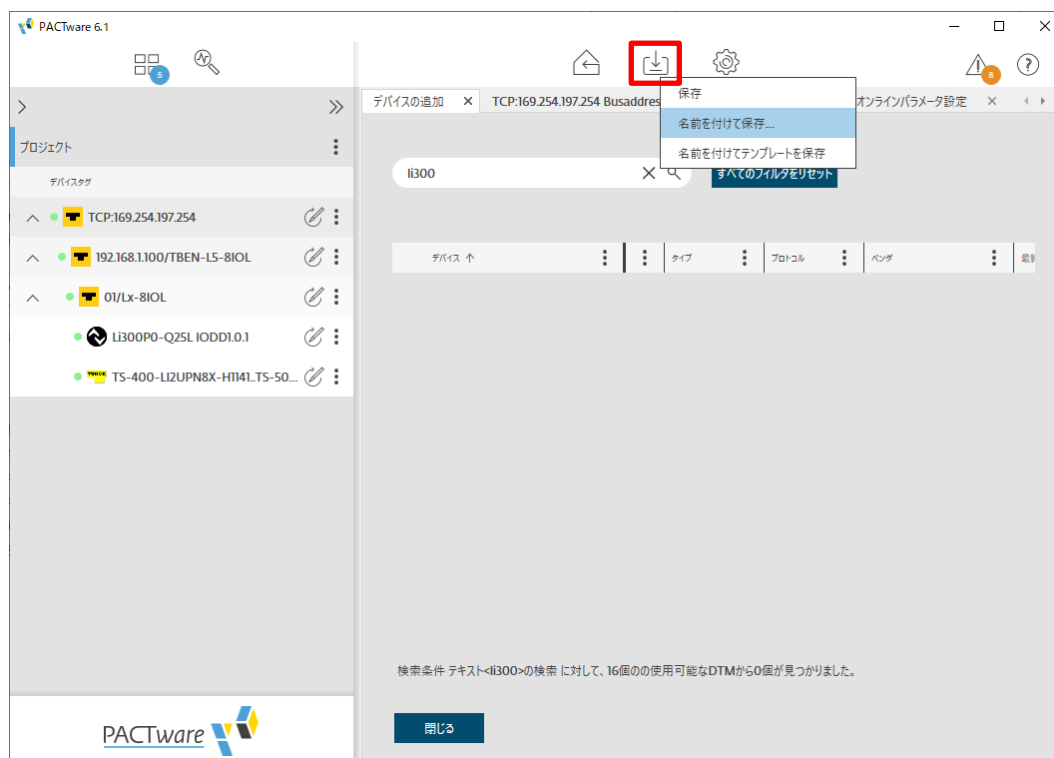 PACTware 6.1
5
8
保存
名前を付けて保存...
名前を付けてテンプレートを保存
デバイスの追加
TCP:169.254.197.254 Busaddres
オンラインパラメータ設定
プロジェクト
li300
すべてのフィルタをリセット
デバイスタグ
TCP:169.254.197.254
192.168.1.100/TBEN-L5-8IOL
01/Lx-8IOL
Li300P0-Q25L IODD1.0.1
TURCK
TS-400-LI2UPN8X-H1141..TS-50...
デバイス
タイプ
プロトコル
ベンダ
検索条件 テキスト<li300>の検索 に対して、16個のの使用可能なDTMから0個が見つかりました。
閉じる
PACTware